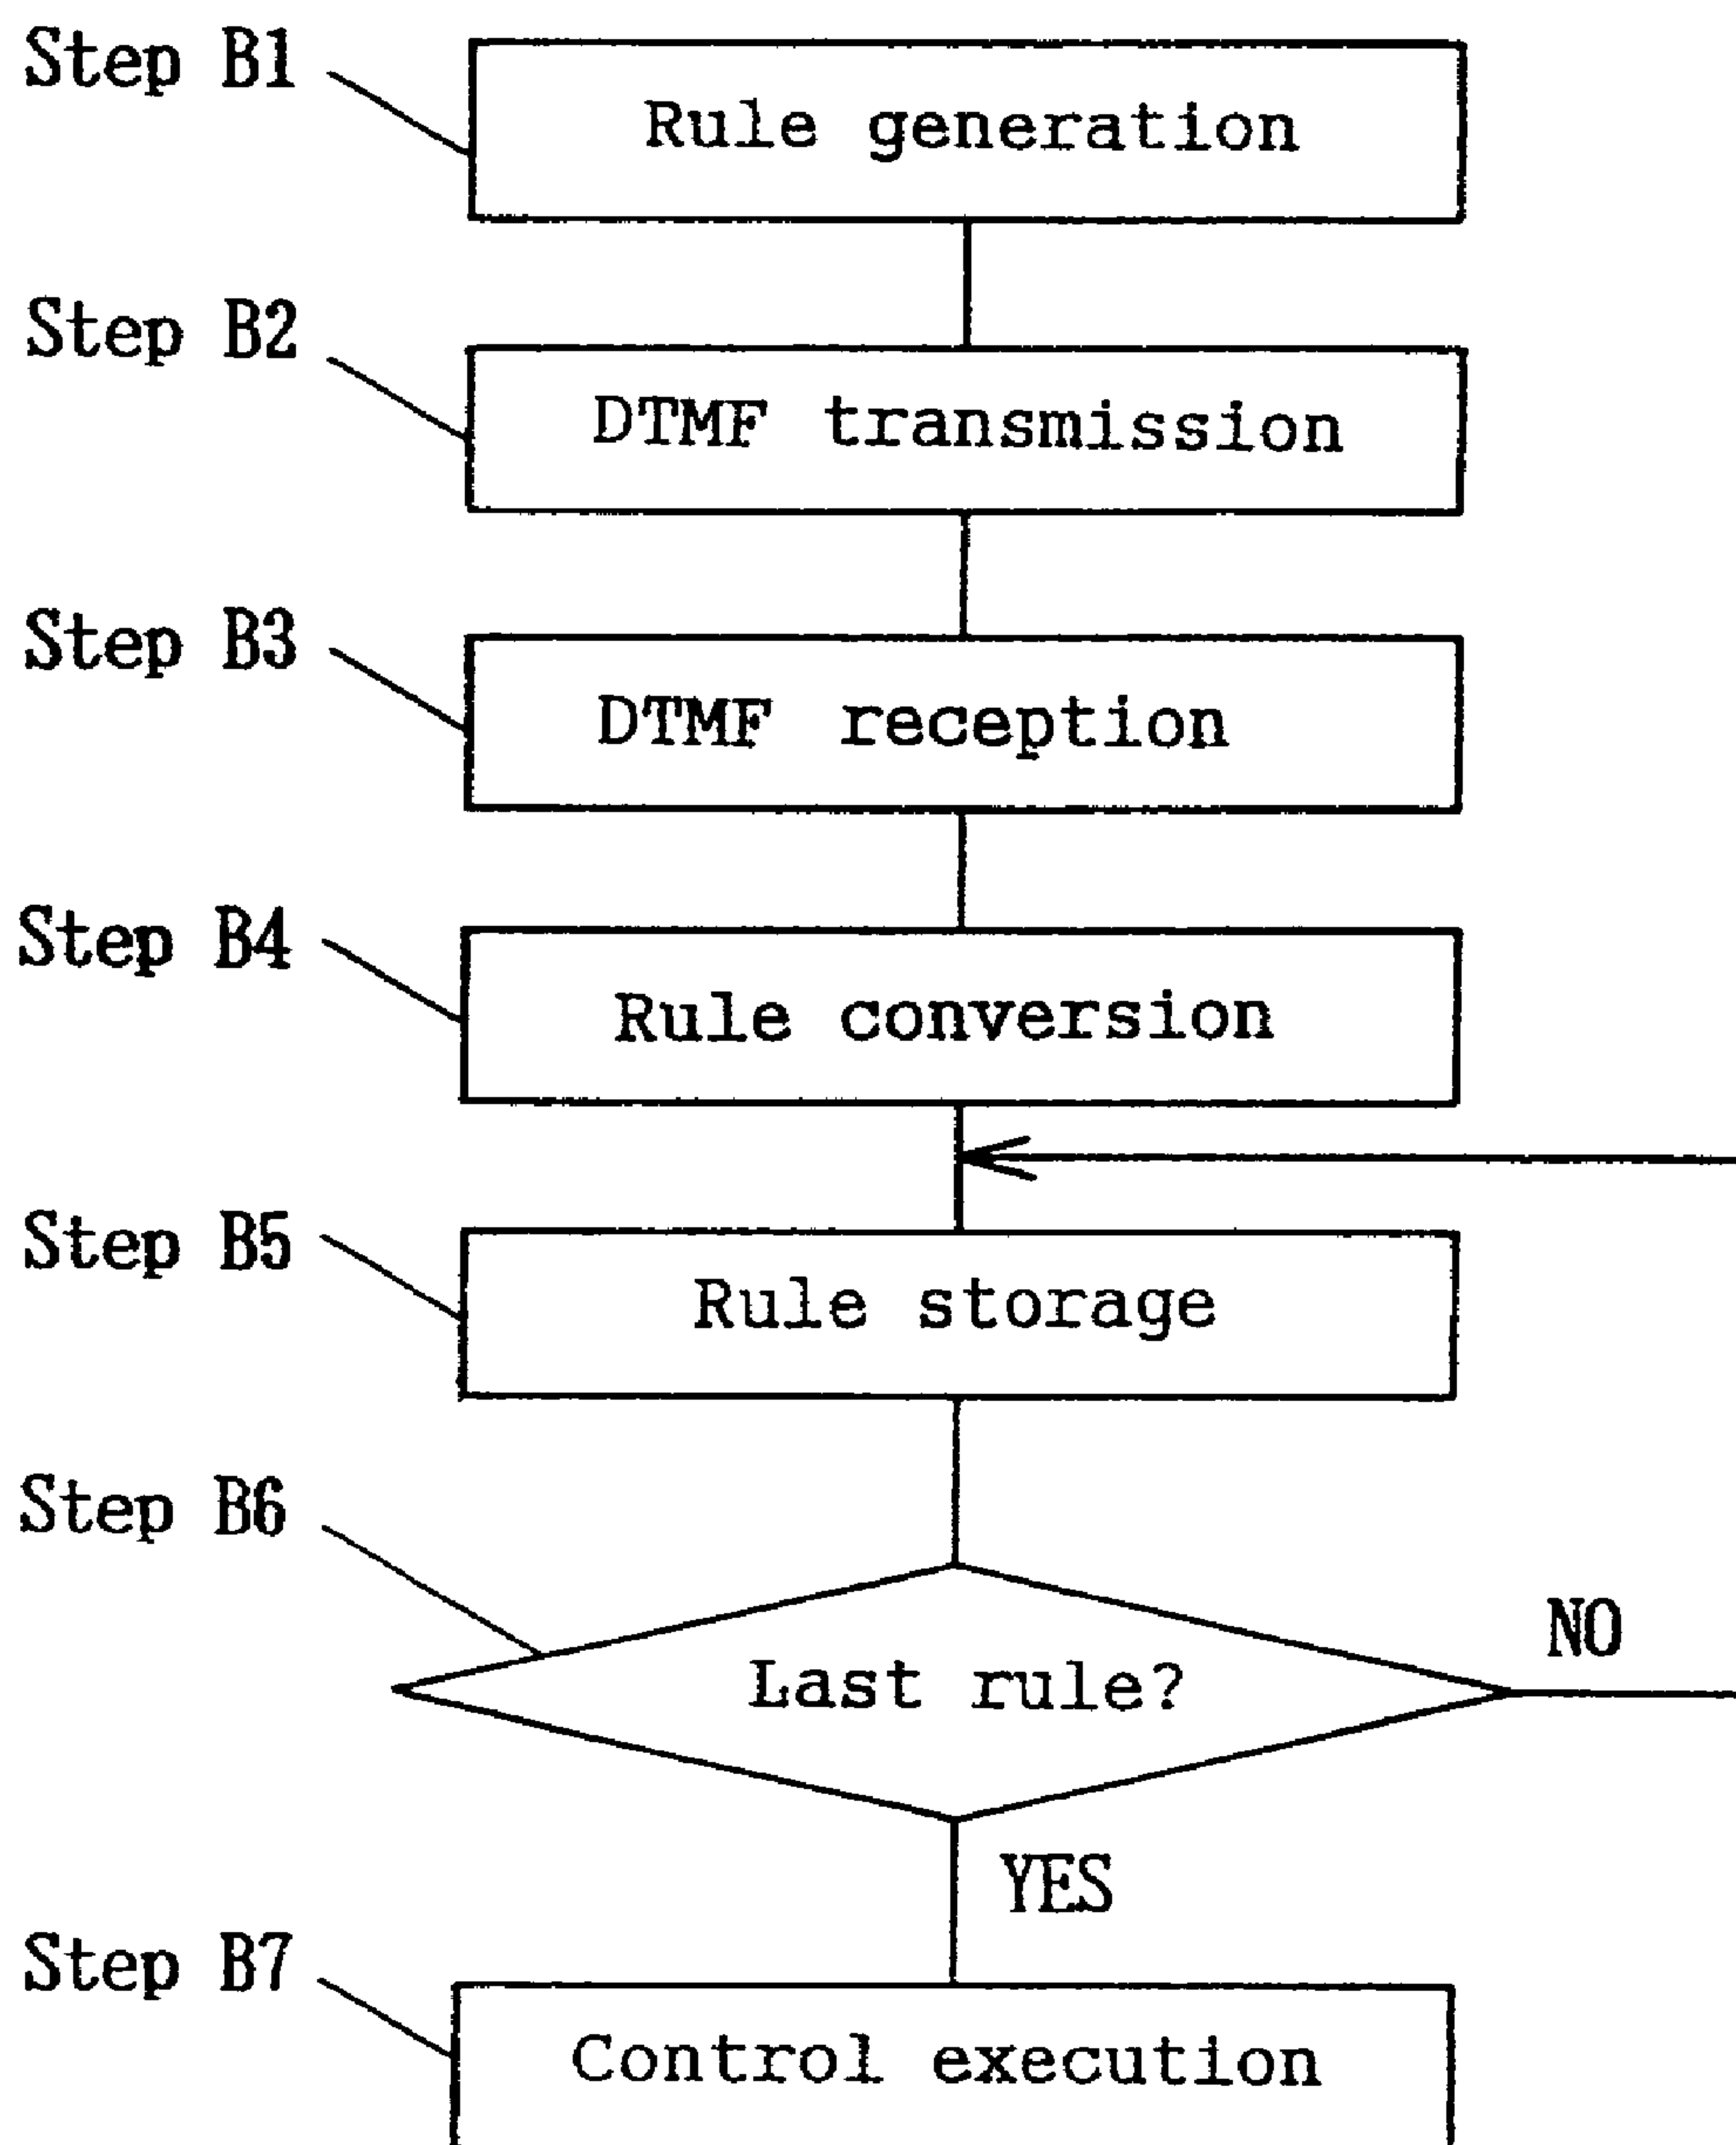 Step B1
Rule generation
Step B2
DTMF transmission
Step B3
DTMF reception
Step B4
Rule conversion
Step B5
Rule storage
Step B6
Last rule?
NO
YES
Step B7
Control execution